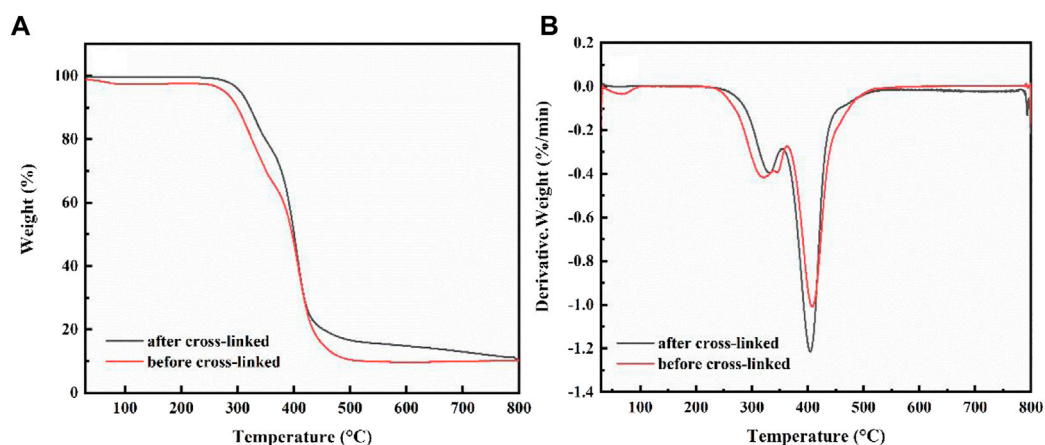 A
Weight (%)
100
80
60
40
20
0
after cross-linked
before cross-linked
100 200 300 400 500 600 700 800
Temperature (°C)
B
Derivative.Weight (%/min)
0.2
0.0
-0.2
-0.4
-0.6
-0.8
-1.0
-1.2
-1.4
after cross-linked
before cross-linked
100 200 300 400 500 600 700 800
Temperature (°C)